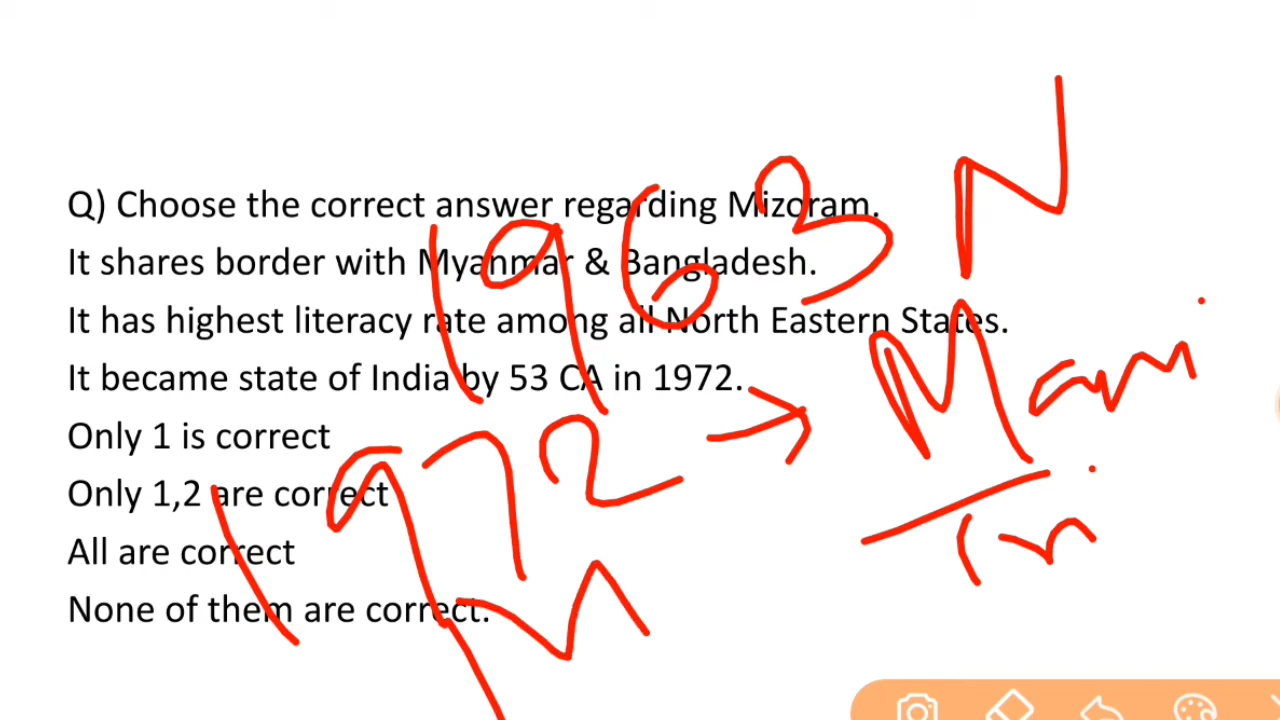 Q) Choose the correct answer regarding Mizoram.
It shares border with Myanmar & Bangladesh.
It has highest literacy rate among all North Eastern States.
It became state of India by 53 CA in 1972.
Only 1 is correct
Only 1,2 are correct
All are correct
None of them are correct.
1963 N
1972 → Mani
M